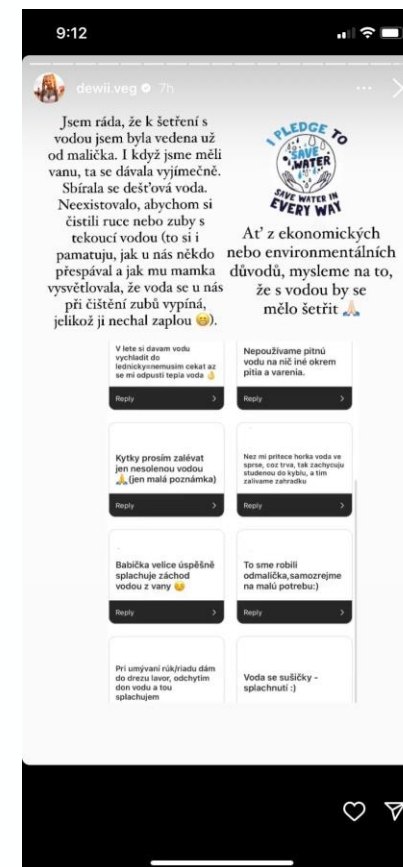 9:12
dewii.veg 7h
Jsem ráda, že k šetření s
vodou jsem byla vedena už
od malička. I když jsme měli
vanu, ta se dávala vyjímečně.
Sbírala se dešťová voda.
Neexistovalo, abychom si
čistili ruce nebo zuby s
tekoucí vodou (to si i
pamatuju, jak u nás někdo
přespával a jak mu mamka
vysvětlovala, že voda se u nás
při čištění zubů vypíná,
jelikož ji nechal zaplou 😁).
I PLEDGE TO
SAVE
WATER
SAVE WATER IN
EVERY WAY
Ať z ekonomických
nebo environmentálních
důvodů, mysleme na to,
že s vodou by se
mělo šetřit 🙏🏻
V lete si davam vodu
vychladit do
lednicky=nemusim cekat az
se mi odpusti tepla voda 👌
Reply
Nepoužívame pitnú
vodu na nič iné okrem
pitia a varenia.
Reply
Kytky prosím zalévat
jen nesolenou vodou
🙏(jen malá poznámka)
Reply
Nez mi pritece horka voda ve
sprse, coz trva, tak zachycuju
studenou do kyblu, a tim
zalivame zahradku
Reply
Babička velice úspěšně
splachuje záchod
vodou z vany 😄
Reply
To sme robili
odmalička,samozrejme
na malú potrebu:)
Reply
Pri umývaní rúk/riadu dám
do drezu lavor, odchytím
don vodu a tou
splachujem
Voda se sušičky -
splachnutí :)